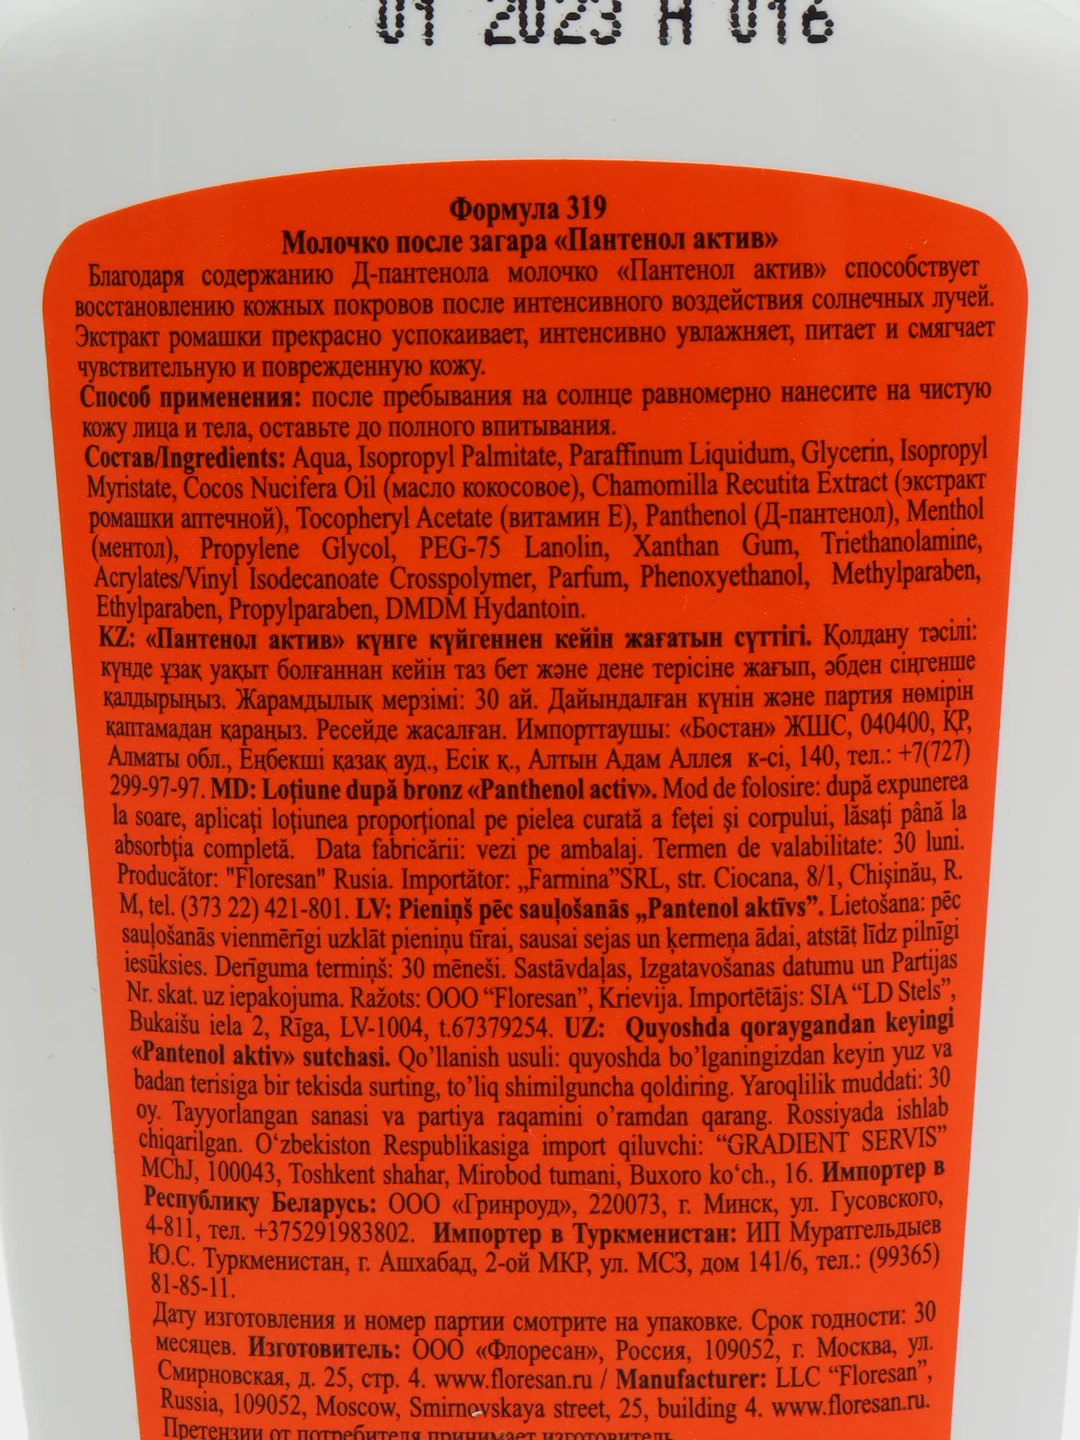 01 2023 Н 016
Формула 319
Молочко после загара «Пантенол актив»
Благодаря содержанию Д-пантенола молочко «Пантенол актив» способствует
восстановлению кожных покровов после интенсивного воздействия солнечных лучей.
Экстракт ромашки прекрасно успокаивает, интенсивно увлажняет, питает и смягчает
чувствительную и поврежденную кожу.
Способ применения: после пребывания на солнце равномерно нанесите на чистую
кожу лица и тела, оставьте до полного впитывания.
Состав/Ingredients: Aqua, Isopropyl Palmitate, Paraffinum Liquidum, Glycerin, Isopropyl
Myristate, Cocos Nucifera Oil (масло кокосовое), Chamomilla Recutita Extract (экстракт
ромашки аптечной), Tocopheryl Acetate (витамин Е), Panthenol (Д-пантенол), Menthol
(ментол), Propylene Glycol, PEG-75 Lanolin, Xanthan Gum, Triethanolamine,
Acrylates/Vinyl Isodecanoate Crosspolymer, Parfum, Phenoxyethanol, Methylparaben,
Ethylparaben, Propylparaben, DMDM Hydantoin.
KZ: «Пантенол актив» күнге күйгеннен кейін жағатын сүттігі. Қолдану тәсілі:
күнде ұзақ уақыт болғаннан кейін таз бет және дене терісіне жағып, әбден сіңгенше
қалдырыңыз. Жарамдылық мерзімі: 30 ай. Дайындалған күнін және партия нөмірін
қаптамадан қараңыз. Ресейде жасалған. Импорттаушы: «Бостан» ЖШС, 040400, ҚР,
Алматы обл., Еңбекші қазақ ауд., Есік қ., Алтын Адам Аллея к-сі, 140, тел.: +7(727)
299-97-97. MD: Loțiune după bronz «Panthenol activ». Mod de folosire: după expunerea
la soare, aplicați loțiunea proporțional pe pielea curată a feței și corpului, lăsați până la
absorbția completă. Data fabricării: vezi pe ambalaj. Termen de valabilitate: 30 luni.
Producător: "Floresan" Rusia. Importător: „Farmina”SRL, str. Ciocana, 8/1, Chișinău, R.
M, tel. (373 22) 421-801. LV: Pieniņš pēc sauļošanās „Pantenol aktīvs”. Lietošana: pēc
sauļošanās vienmērīgi uzklāt pieniņu tīrai, sausai sejas un ķermeņa ādai, atstāt līdz pilnīgi
iesūksies. Derīguma termiņš: 30 mēneši. Sastāvdaļas, Izgatavošanas datumu un Partijas
Nr. skat. uz iepakojuma. Ražots: OOO “Floresan”, Krievija. Importētājs: SIA “LD Stels”,
Bukaišu iela 2, Rīga, LV-1004, t.67379254. UZ: Quyoshda qoraygandan keyingi
«Pantenol aktiv» sutchasi. Qo’llanish usuli: quyoshda bo’lganingizdan keyin yuz va
badan terisiga bir tekisda surting, to’liq shimilguncha qoldiring. Yaroqlilik muddati: 30
oy. Tayyorlangan sanasi va partiya raqamini o’ramdan qarang. Rossiyada ishlab
chiqarilgan. O‘zbekiston Respublikasiga import qiluvchi: “GRADIENT SERVIS”
MChJ, 100043, Toshkent shahar, Mirobod tumani, Buxoro ko‘ch., 16. Импортер в
Республику Беларусь: ООО «Гринроуд», 220073, г. Минск, ул. Гусовского,
4-811, тел. +375291983802. Импортер в Туркменистан: ИП Муратгельдыев
Ю.С. Туркменистан, г. Ашхабад, 2-ой МКР, ул. МСЗ, дом 141/6, тел.: (99365)
81-85-11.
Дату изготовления и номер партии смотрите на упаковке. Срок годности: 30
месяцев. Изготовитель: ООО «Флоресан», Россия, 109052, г. Москва, ул.
Смирновская, д. 25, стр. 4. www.floresan.ru / Manufacturer: LLC “Floresan”,
Russia, 109052, Moscow, Smirnovskaya street, 25, building 4. www.floresan.ru.
Претензии от потребителя принимает изготовитель.